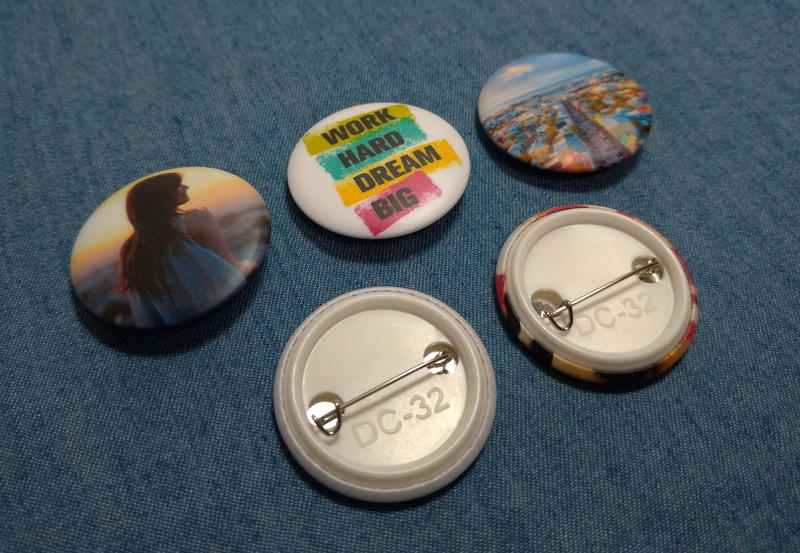 WORK
HARD
DREAM
BIG
DC-32
DC-32